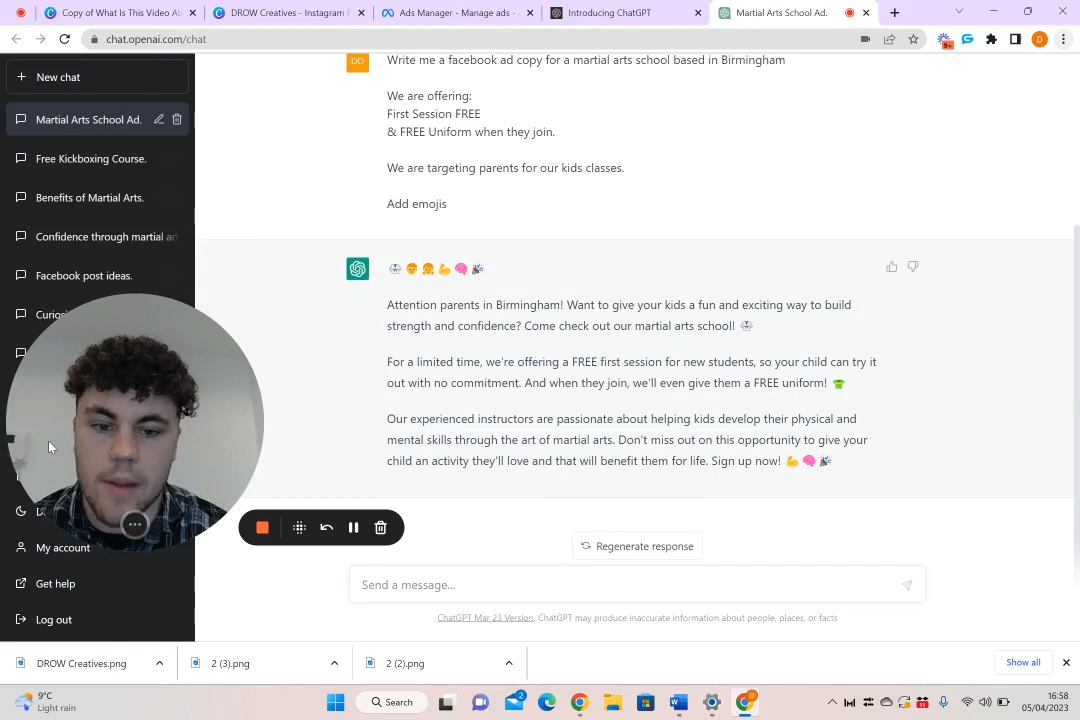 Copy of What Is This Video Ab
DROW Creatives - Instagram P
Ads Manager - Manage ads -
Introducing ChatGPT
Martial Arts School Ad.
chat.openai.com/chat
9+
D
New chat
Martial Arts School Ad.
Free Kickboxing Course.
Benefits of Martial Arts.
Confidence through martial art
Facebook post ideas.
My account
Get help
Log out
DO
Write me a facebook ad copy for a martial arts school based in Birmingham
We are offering:
First Session FREE
& FREE Uniform when they join.
We are targeting parents for our kids classes.
Add emojis
🥋 👦 👧 💪 🧠 🎉
Attention parents in Birmingham! Want to give your kids a fun and exciting way to build
strength and confidence? Come check out our martial arts school! 🥋
For a limited time, we're offering a FREE first session for new students, so your child can try it
out with no commitment. And when they join, we'll even give them a FREE uniform! 👕
Our experienced instructors are passionate about helping kids develop their physical and
mental skills through the art of martial arts. Don't miss out on this opportunity to give your
child an activity they'll love and that will benefit them for life. Sign up now! 💪 🧠 🎉
Regenerate response
Send a message...
ChatGPT Mar 23 Version. ChatGPT may produce inaccurate information about people, places, or facts
DROW Creatives.png
2 (3).png
2 (2).png
Show all
9°C
Light rain
Search
2
0
16:58
05/04/2023